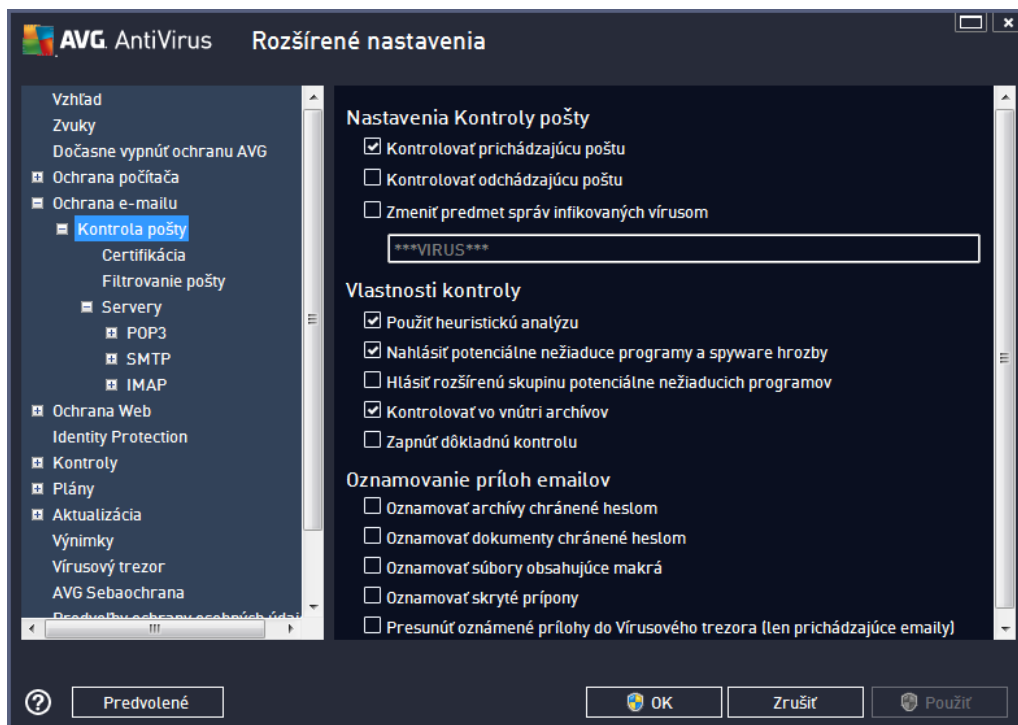 AVG. AntiVirus Rozšírené nastavenia
Vzhľad
Zvuky
Dočasne vypnúť ochranu AVG
Ochrana počítača
Ochrana e-mailu
Kontrola pošty
Certifikácia
Filtrovanie pošty
Servery
POP3
SMTP
IMAP
Ochrana Web
Identity Protection
Kontroly
Plány
Aktualizácia
Výnimky
Vírusový trezor
AVG Sebaochrana
Predvoľby ochrany osobných údaj
Nastavenia Kontroly pošty
Kontrolovať prichádzajúcu poštu
Kontrolovať odchádzajúcu poštu
Zmeniť predmet správ infikovaných vírusom
***VIRUS***
Vlastnosti kontroly
Použiť heuristickú analýzu
Nahlásiť potenciálne nežiaduce programy a spyware hrozby
Hlásiť rozšírenú skupinu potenciálne nežiaducich programov
Kontrolovať vo vnútri archívov
Zapnúť dôkladnú kontrolu
Oznamovanie príloh emailov
Oznamovať archívy chránené heslom
Oznamovať dokumenty chránené heslom
Oznamovať súbory obsahujúce makrá
Oznamovať skryté prípony
Presunúť oznámené prílohy do Vírusového trezora (len prichádzajúce emaily)
Predvolené
OK
Zrušiť
Použiť